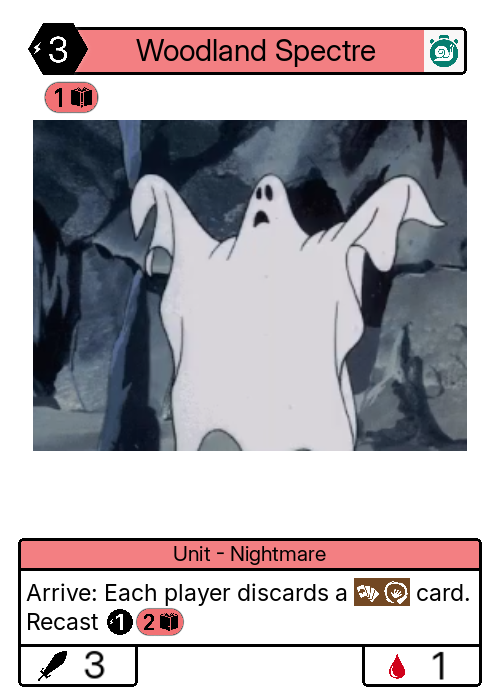 3
Woodland Spectre
1
Unit - Nightmare
Arrive: Each player discards a card.
Recast 1 2
3
1